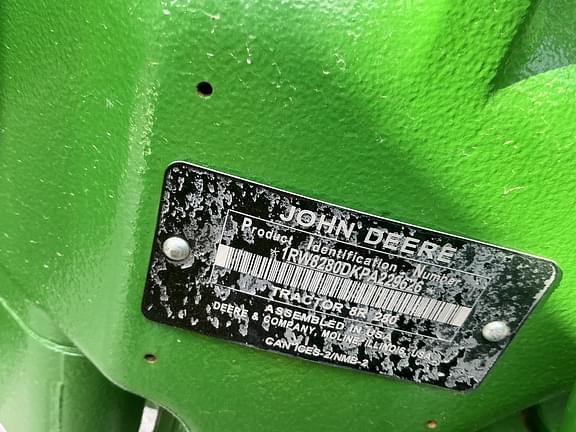 JOHN DEERE
Product Identification Number
TRACTOR 8R 280
ASSEMBLED IN USA
DEERE & COMPANY, MOLINE, ILLINOIS, USA
CAN ICES-2/NMB-2